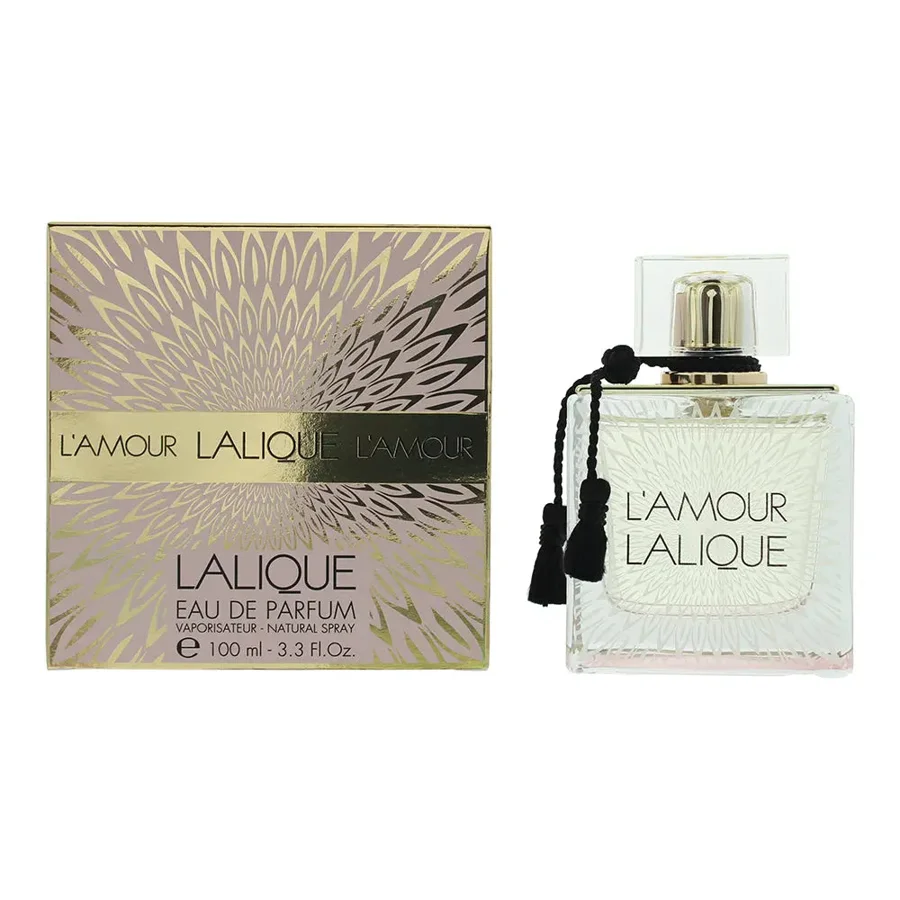 L'AMOUR LALIQUE L'AMOUR
LALIQUE
EAU DE PARFUM
VAPORISATEUR - NATURAL SPRAY
e 100 ml - 3.3 Fl.Oz.
L'AMOUR
LALIQUE